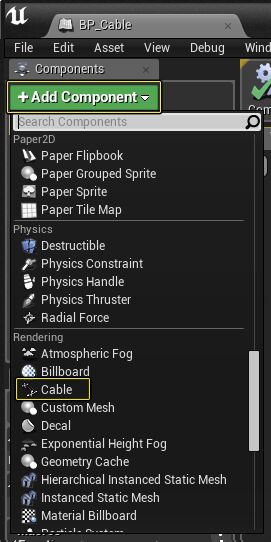 BP_Cable
File Edit Asset View Debug Wind
Components
+ Add Component
Search Components
Paper2D
Paper Flipbook
Paper Grouped Sprite
Paper Sprite
Paper Tile Map
Physics
Destructible
Physics Constraint
Physics Handle
Physics Thruster
Radial Force
Rendering
Atmospheric Fog
Billboard
Cable
Custom Mesh
Decal
Exponential Height Fog
Geometry Cache
Hierarchical Instanced Static Mesh
Instanced Static Mesh
Material Billboard